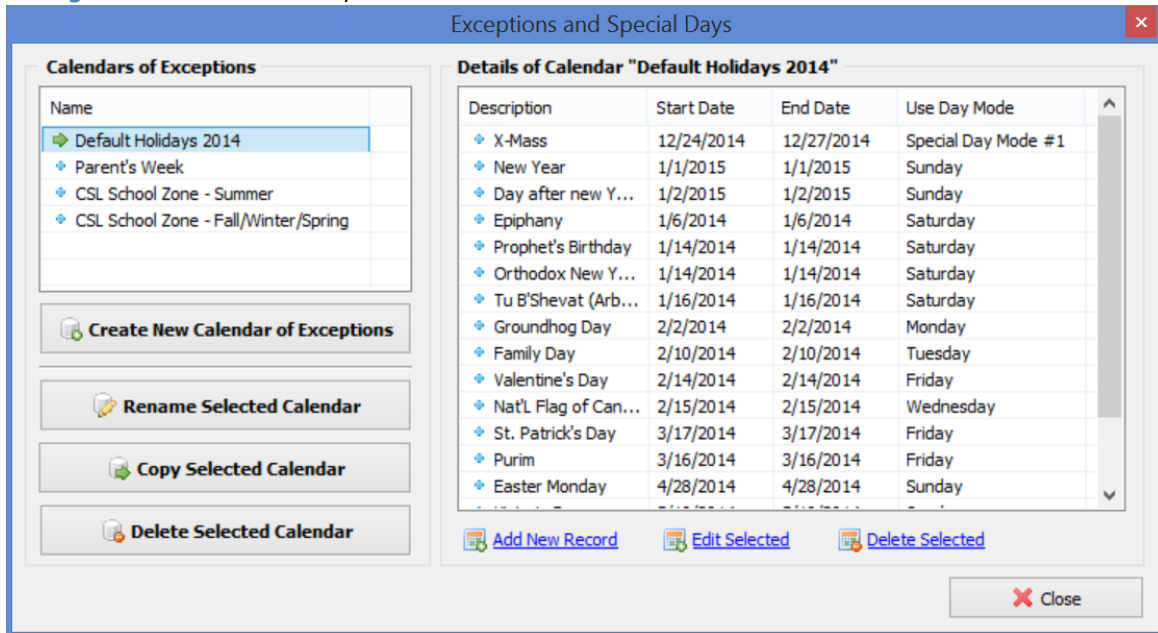 Exceptions and Special Days
Calendars of Exceptions
Name
Default Holidays 2014
Parent's Week
CSL School Zone - Summer
CSL School Zone - Fall/Winter/Spring
Create New Calendar of Exceptions
Rename Selected Calendar
Copy Selected Calendar
Delete Selected Calendar
Details of Calendar "Default Holidays 2014"
Description Start Date End Date Use Day Mode
X-Mass 12/24/2014 12/27/2014 Special Day Mode #1
New Year 1/1/2015 1/1/2015 Sunday
Day after new Y... 1/2/2015 1/2/2015 Sunday
Epiphany 1/6/2014 1/6/2014 Saturday
Prophet's Birthday 1/14/2014 1/14/2014 Saturday
Orthodox New Y... 1/14/2014 1/14/2014 Saturday
Tu B'Shevat (Arb... 1/16/2014 1/16/2014 Saturday
Groundhog Day 2/2/2014 2/2/2014 Monday
Family Day 2/10/2014 2/10/2014 Tuesday
Valentine's Day 2/14/2014 2/14/2014 Friday
Nat'L Flag of Can... 2/15/2014 2/15/2014 Wednesday
St. Patrick's Day 3/17/2014 3/17/2014 Friday
Purim 3/16/2014 3/16/2014 Friday
Easter Monday 4/28/2014 4/28/2014 Sunday
Add New Record Edit Selected Delete Selected
Close